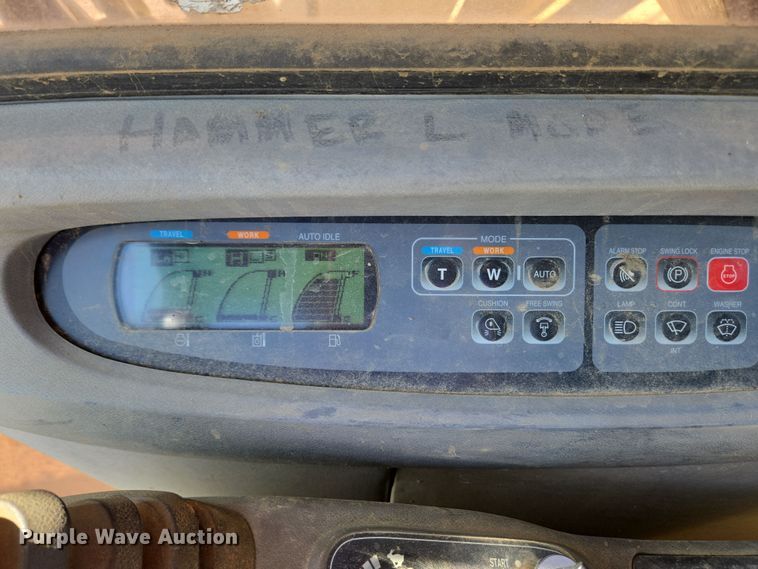 HAMMER L MODE
TRAVEL WORK AUTO IDLE
MODE
TRAVEL WORK
T W AUTO
CUSHION FREE SWING
ALARM STOP SWING LOCK ENGINE STOP
P STOP
LAMP CONT WASHER
INT
START
Purple Wave Auction